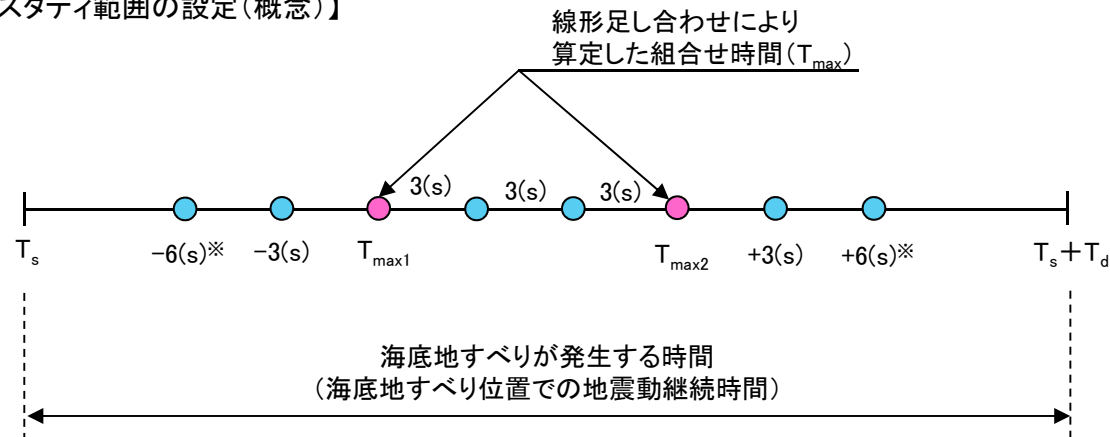 スタディ範囲の設定(概念)】
線形足し合わせにより
算定した組合せ時間(Tmax)
3(s) 3(s) 3(s)
Ts −6(s)※ −3(s) Tmax1 Tmax2 +3(s) +6(s)※ Ts+Td
海底地すべりが発生する時間
(海底地すべり位置での地震動継続時間)